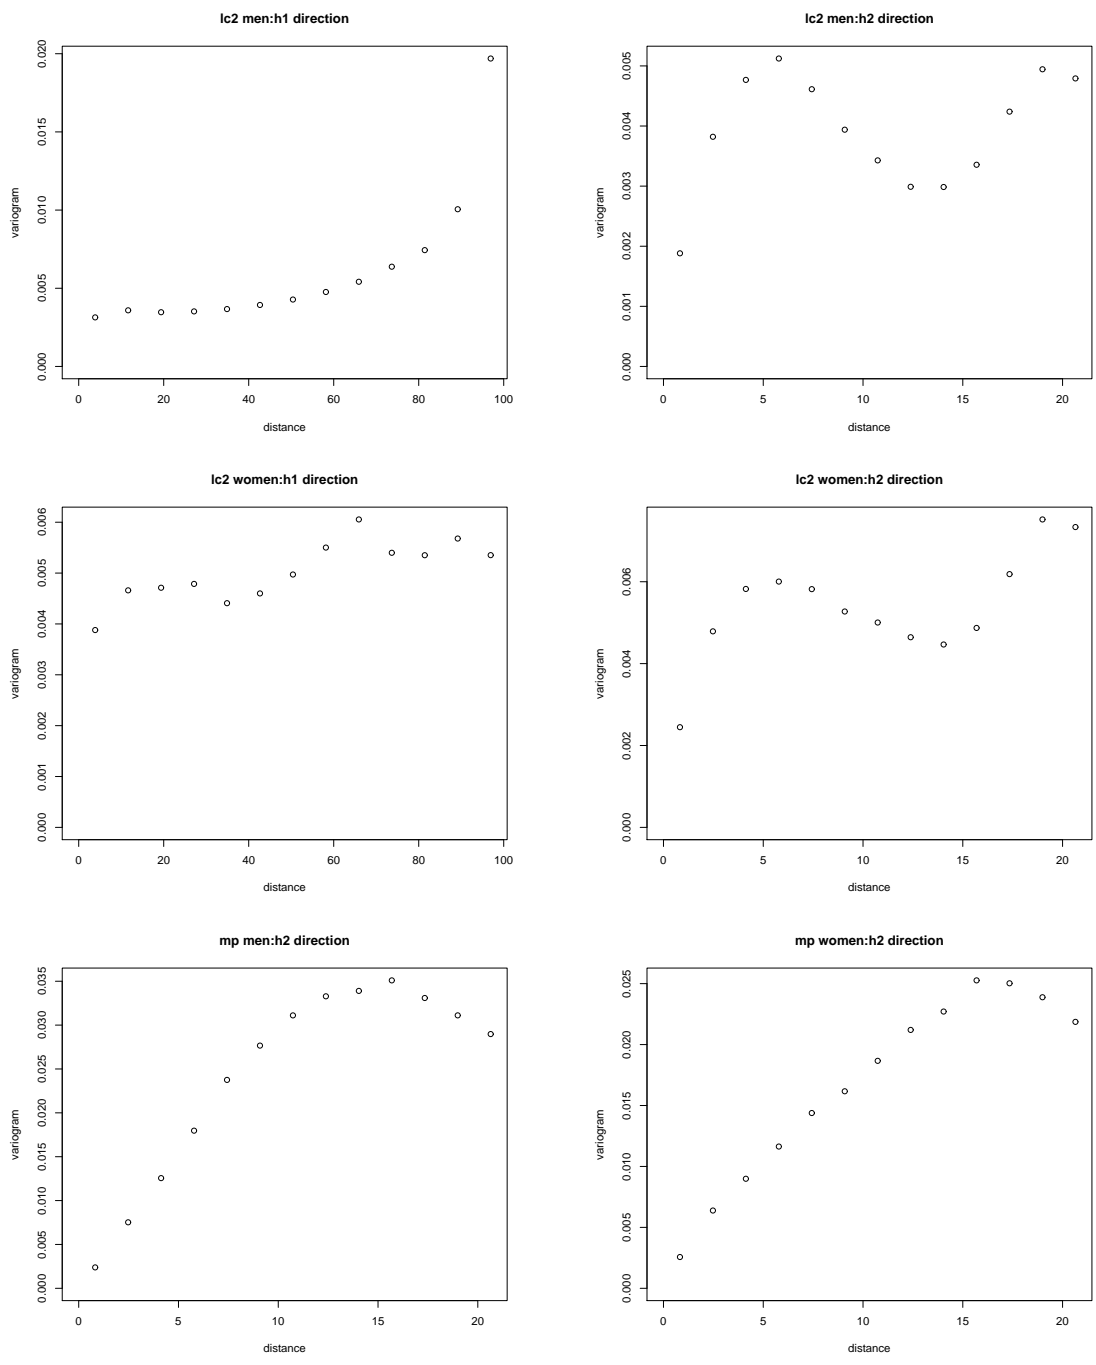 lc2 men:h1 direction
variogram
0.000 0.005 0.010 0.015 0.020
0 20 40 60 80 100
distance
lc2 men:h2 direction
variogram
0.000 0.001 0.002 0.003 0.004 0.005
0 5 10 15 20
distance
lc2 women:h1 direction
variogram
0.000 0.001 0.002 0.003 0.004 0.005 0.006
0 20 40 60 80 100
distance
lc2 women:h2 direction
variogram
0.000 0.002 0.004 0.006
0 5 10 15 20
distance
mp men:h2 direction
variogram
0.000 0.005 0.010 0.015 0.020 0.025 0.030 0.035
0 5 10 15 20
distance
mp women:h2 direction
variogram
0.000 0.005 0.010 0.015 0.020 0.025
0 5 10 15 20
distance